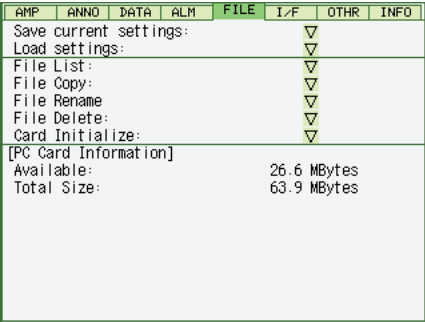 AMP ANNO DATA ALM FILE I/F OTHR INFO
Save current settings:
Load settings:
File List:
File Copy:
File Rename
File Delete:
Card Initialize:
[PC Card Information]
Available: 26.6 MBytes
Total Size: 63.9 MBytes